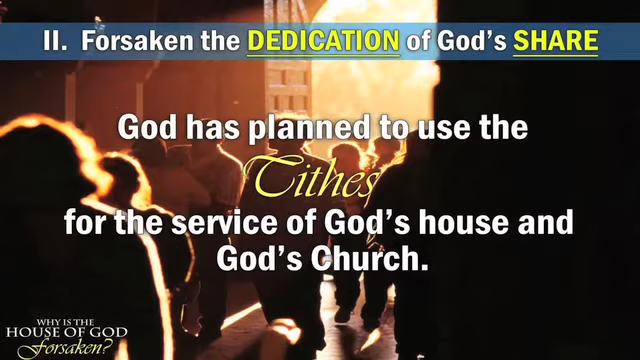 II. Forsaken the DEDICATION of God's SHARE
God has planned to use the
Tithes
for the service of God's house and
God's Church.
WHY IS THE
HOUSE OF GOD
Forsaken?